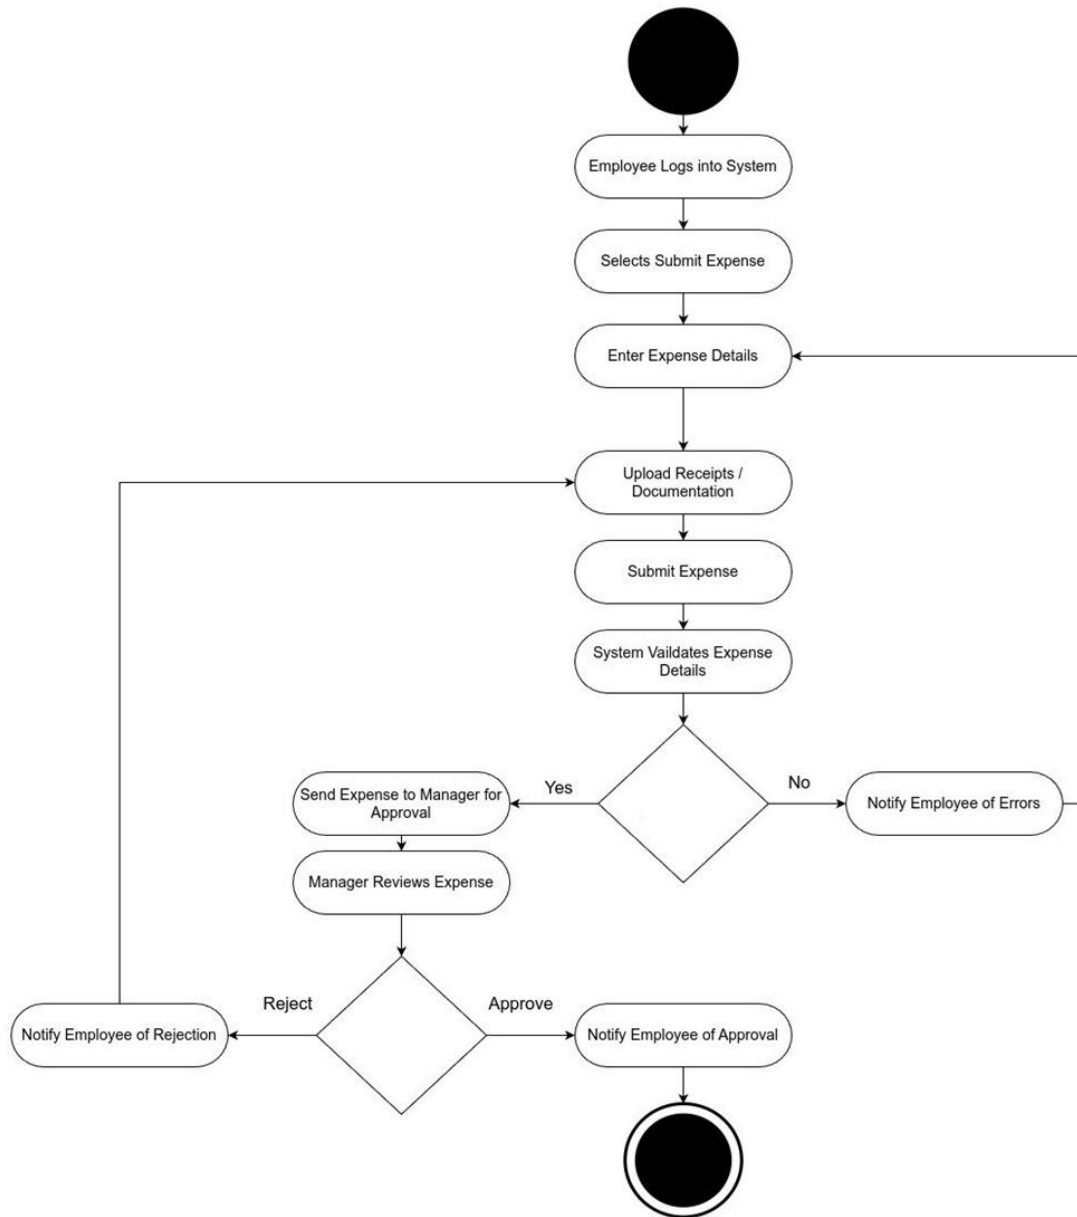 Employee Logs into System
Selects Submit Expense
Enter Expense Details
Upload Receipts /
Documentation
Submit Expense
System Vaildates Expense
Details
Yes
No
Send Expense to Manager for
Approval
Notify Employee of Errors
Manager Reviews Expense
Reject
Approve
Notify Employee of Rejection
Notify Employee of Approval